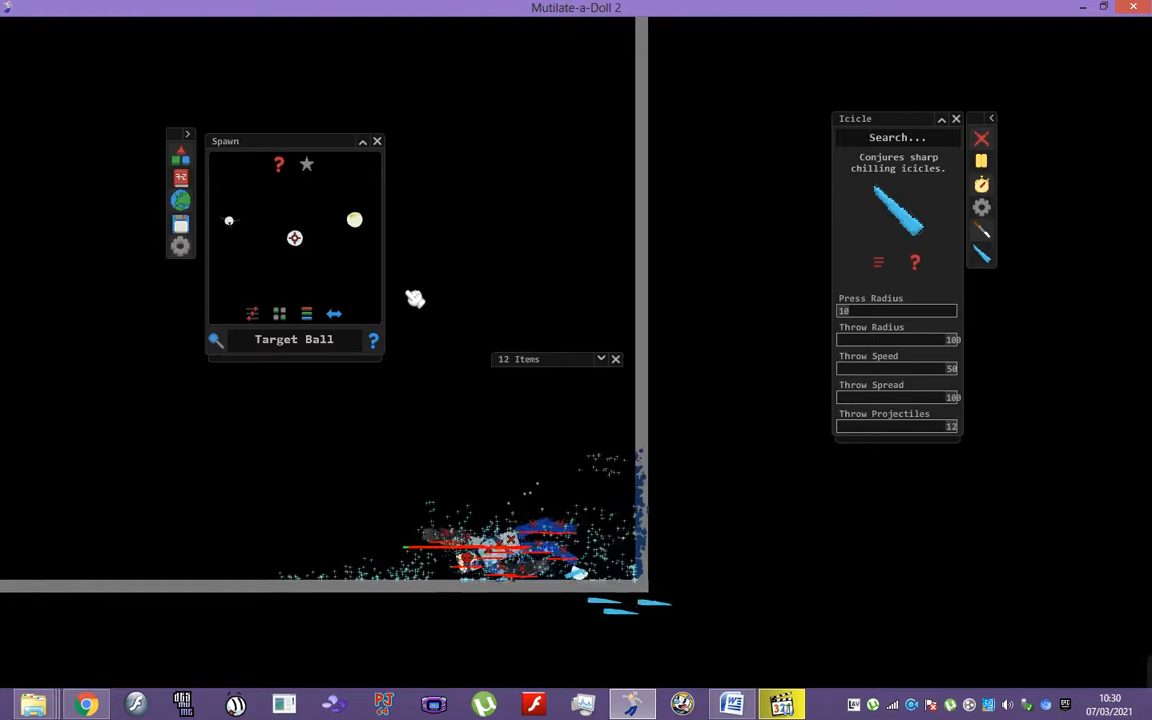 Mutilate-a-Doll 2
Spawn
Target Ball
12 Items
Icicle
Search...
Conjures sharp
chilling icicles.
Press Radius
10
Throw Radius
100
Throw Speed
50
Throw Spread
100
Throw Projectiles
12
10:30
07/03/2021